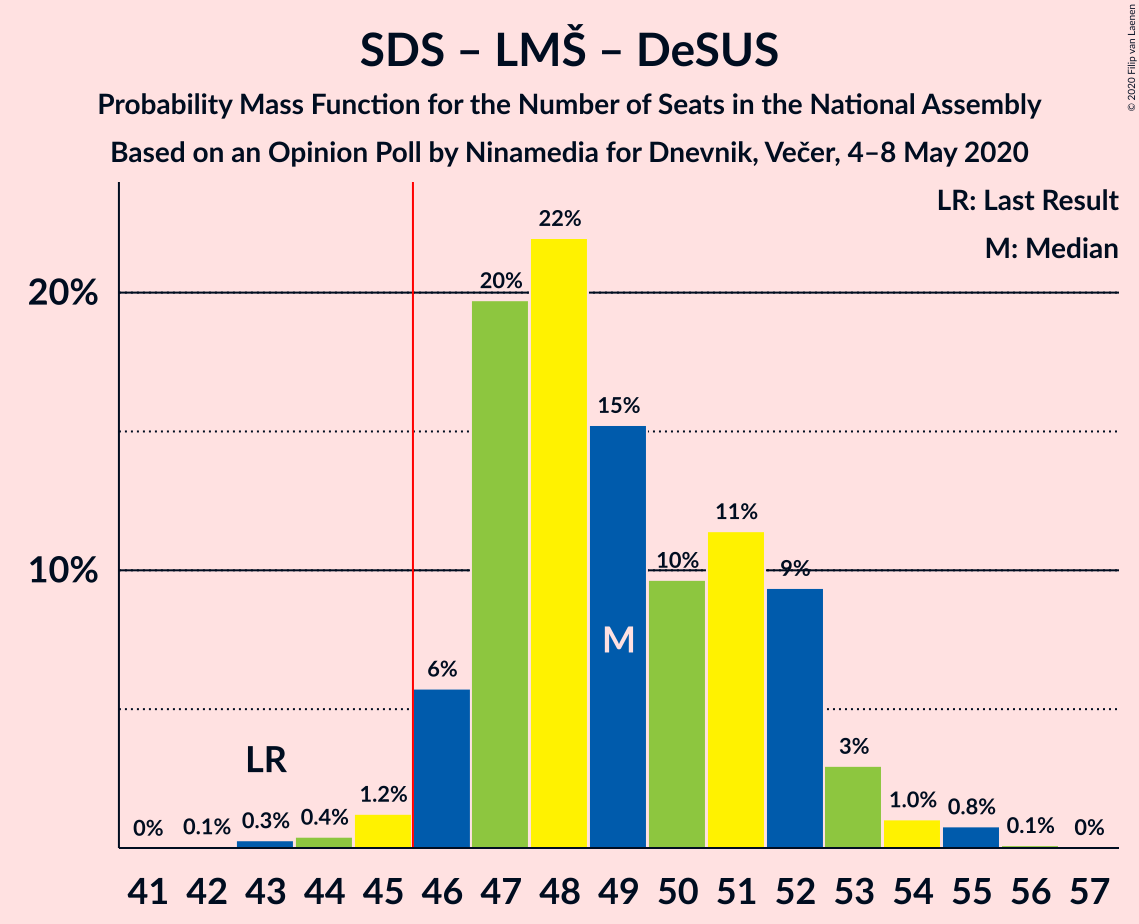 SDS – LMŠ – DeSUS
Probability Mass Function for the Number of Seats in the National Assembly
Based on an Opinion Poll by Ninamedia for Dnevnik, Večer, 4–8 May 2020
© 2020 Filip van Laenen
LR: Last Result
M: Median
22%
20%
20%
15%
11%
10%
10%
9%
M
6%
3%
LR
1.2%
1.0%
0.8%
0.4%
0.3%
0.1%
0.1%
0%
0%
41 42 43 44 45 46 47 48 49 50 51 52 53 54 55 56 57